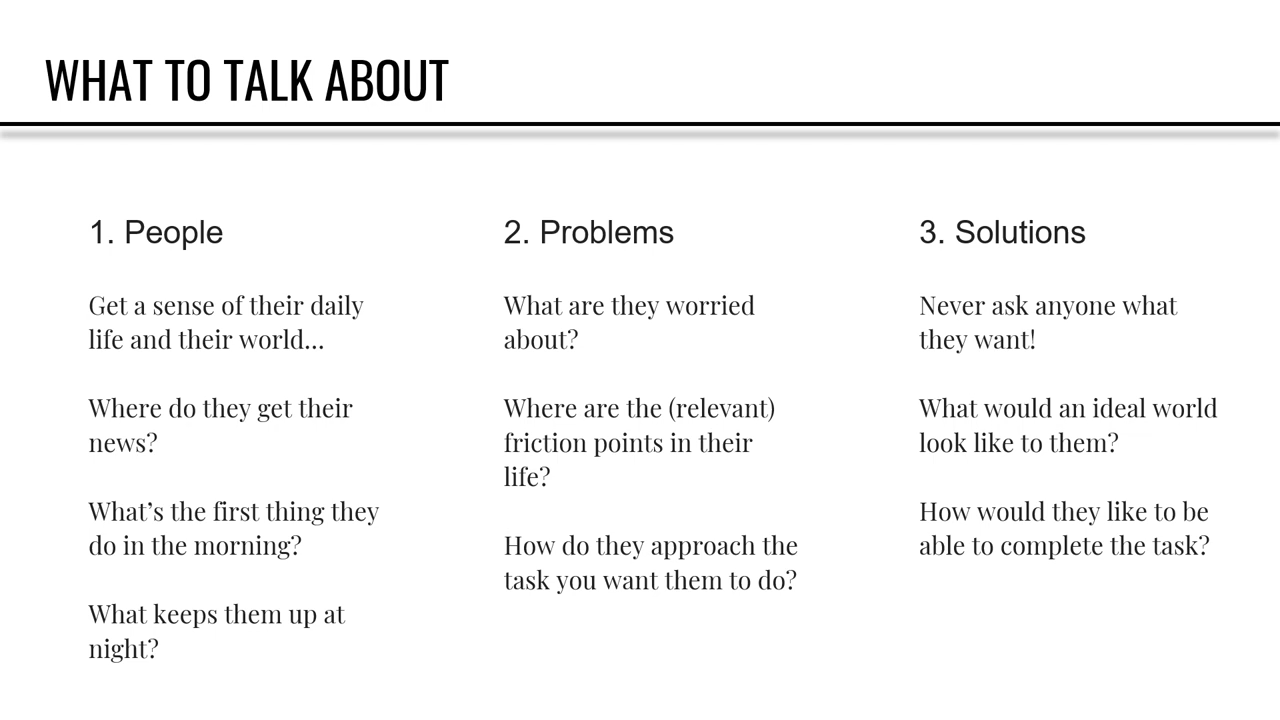 WHAT TO TALK ABOUT
1. People
Get a sense of their daily
life and their world...
Where do they get their
news?
What’s the first thing they
do in the morning?
What keeps them up at
night?
2. Problems
What are they worried
about?
Where are the (relevant)
friction points in their
life?
How do they approach the
task you want them to do?
3. Solutions
Never ask anyone what
they want!
What would an ideal world
look like to them?
How would they like to be
able to complete the task?